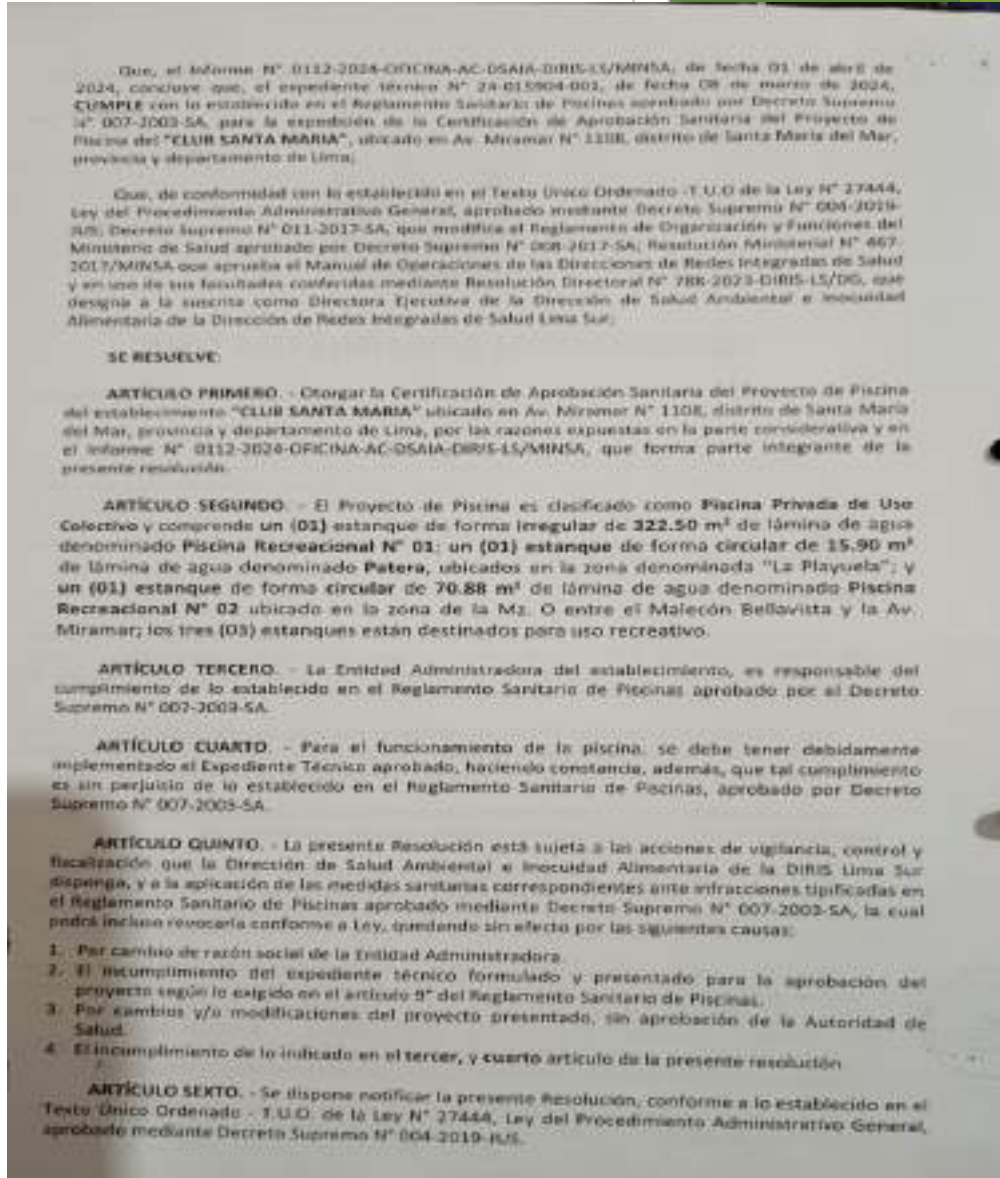 Que, el Informe N° 0112-2024-OFICINA-AC-DSAIA-DIRIS-LS/MINSA, de fecha 01 de abril de
2024, concluye que, el expediente técnico N° 24-015904-001, de fecha 08 de marzo de 2024,
CUMPLE con lo establecido en el Reglamento Sanitario de Piscinas aprobado por Decreto Supremo
N° 007-2003-SA, para la expedición de la Certificación de Aprobación Sanitaria del Proyecto de
Piscina del "CLUB SANTA MARIA", ubicado en Av. Miramar N° 1108, distrito de Santa María del Mar,
provincia y departamento de Lima;
Que, de conformidad con lo establecido en el Texto Único Ordenado -T.U.O de la Ley N° 27444,
Ley del Procedimiento Administrativo General, aprobado mediante Decreto Supremo N° 004-2019-
JUS; Decreto Supremo N° 011-2017-SA, que modifica el Reglamento de Organización y Funciones del
Ministerio de Salud aprobado por Decreto Supremo N° 008-2017-SA; Resolución Ministerial N° 467-
2017/MINSA que aprueba el Manual de Operaciones de las Direcciones de Redes Integradas de Salud
y en uso de sus facultades conferidas mediante Resolución Directoral N° 788-2023-DIRIS-LS/DG, que
designa a la suscrita como Directora Ejecutiva de la Dirección de Salud Ambiental e Inocuidad
Alimentaria de la Dirección de Redes Integradas de Salud Lima Sur;
SE RESUELVE:
ARTÍCULO PRIMERO. - Otorgar la Certificación de Aprobación Sanitaria del Proyecto de Piscina
del establecimiento "CLUB SANTA MARIA" ubicado en Av. Miramar N° 1108, distrito de Santa María
del Mar, provincia y departamento de Lima, por las razones expuestas en la parte considerativa y en
el Informe N° 0112-2024-OFICINA-AC-DSAIA-DIRIS-LS/MINSA, que forma parte integrante de la
presente resolución.
ARTÍCULO SEGUNDO. - El Proyecto de Piscina es clasificado como Piscina Privada de Uso
Colectivo y comprende un (01) estanque de forma irregular de 322.50 m² de lámina de agua
denominado Piscina Recreacional N° 01; un (01) estanque de forma circular de 15.90 m²
de lámina de agua denominado Patera, ubicados en la zona denominada "La Playuela"; y
un (01) estanque de forma circular de 70.88 m² de lámina de agua denominado Piscina
Recreacional N° 02 ubicado en la zona de la Mz. O entre el Malecón Bellavista y la Av.
Miramar; los tres (03) estanques están destinados para uso recreativo.
ARTÍCULO TERCERO. - La Entidad Administradora del establecimiento, es responsable del
cumplimiento de lo establecido en el Reglamento Sanitario de Piscinas aprobado por el Decreto
Supremo N° 007-2003-SA.
ARTÍCULO CUARTO. - Para el funcionamiento de la piscina, se debe tener debidamente
implementado el Expediente Técnico aprobado, haciendo constancia, además, que tal cumplimiento
es sin perjuicio de lo establecido en el Reglamento Sanitario de Piscinas, aprobado por Decreto
Supremo N° 007-2003-SA.
ARTÍCULO QUINTO. - La presente Resolución está sujeta a las acciones de vigilancia, control y
fiscalización que la Dirección de Salud Ambiental e Inocuidad Alimentaria de la DIRIS Lima Sur
disponga, y a la aplicación de las medidas sanitarias correspondientes ante infracciones tipificadas en
el Reglamento Sanitario de Piscinas aprobado mediante Decreto Supremo N° 007-2003-SA, la cual
podrá incluso revocarla conforme a Ley, quedando sin efecto por las siguientes causas:
1. Por cambio de razón social de la Entidad Administradora.
2. El incumplimiento del expediente técnico formulado y presentado para la aprobación del
proyecto según lo exigido en el artículo 9° del Reglamento Sanitario de Piscinas.
3. Por cambios y/o modificaciones del proyecto presentado, sin aprobación de la Autoridad de
Salud.
4. El incumplimiento de lo indicado en el tercer, y cuarto artículo de la presente resolución
ARTÍCULO SEXTO. - Se dispone notificar la presente Resolución, conforme a lo establecido en el
Texto Único Ordenado - T.U.O. de la Ley N° 27444, Ley del Procedimiento Administrativo General,
aprobado mediante Decreto Supremo N° 004-2019-JUS.